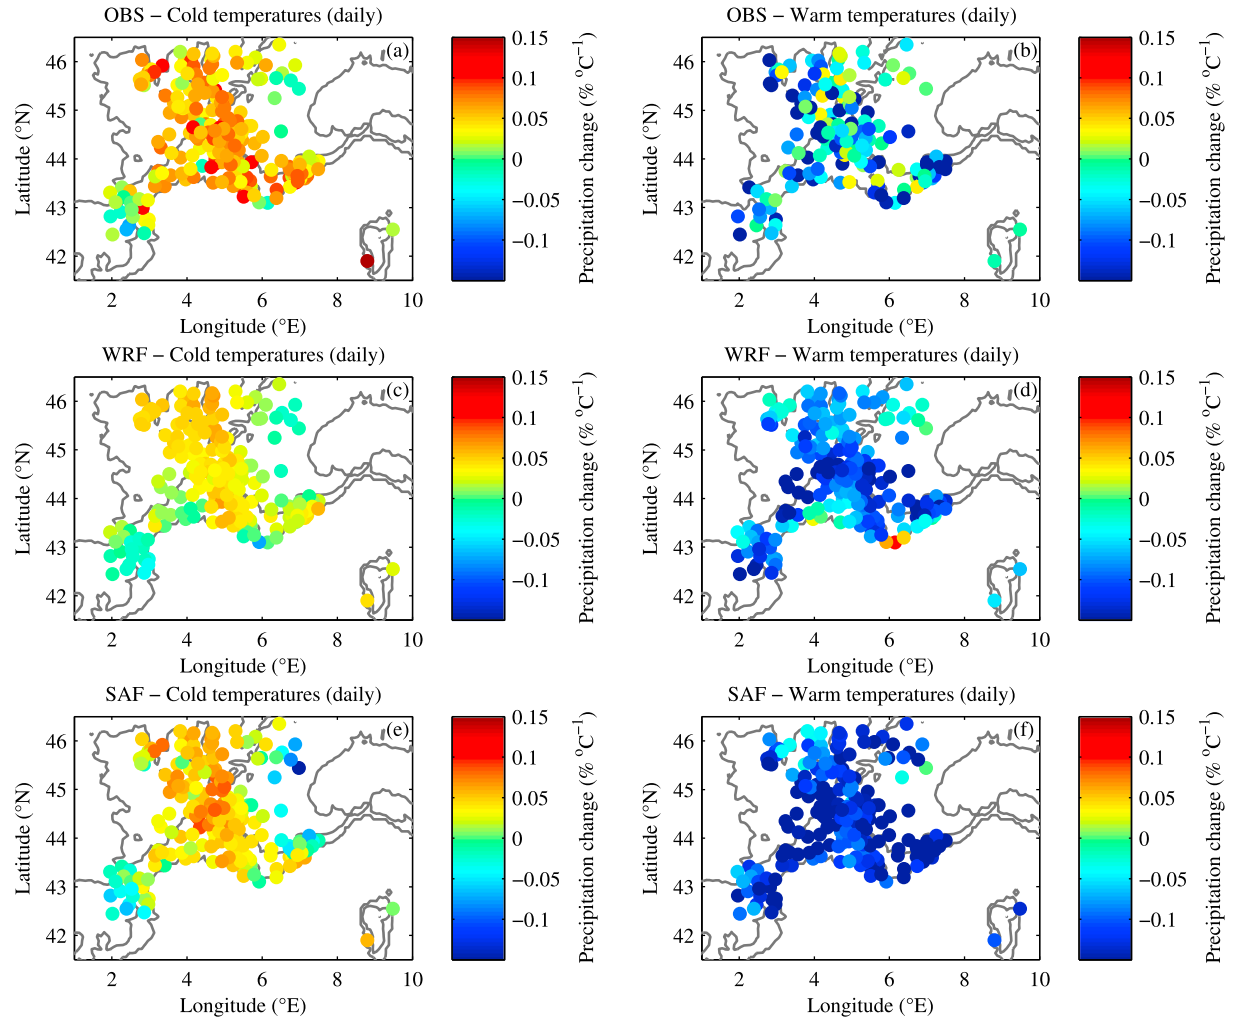 OBS − Cold temperatures (daily)
(a)
46
45
44
43
42
2 4 6 8 10
Latitude (°N)
Longitude (°E)
0.15
0.1
0.05
0
−0.05
−0.1
Precipitation change (% °C⁻¹)
OBS − Warm temperatures (daily)
(b)
46
45
44
43
42
2 4 6 8 10
Latitude (°N)
Longitude (°E)
0.15
0.1
0.05
0
−0.05
−0.1
Precipitation change (% °C⁻¹)
WRF − Cold temperatures (daily)
(c)
46
45
44
43
42
2 4 6 8 10
Latitude (°N)
Longitude (°E)
0.15
0.1
0.05
0
−0.05
−0.1
Precipitation change (% °C⁻¹)
WRF − Warm temperatures (daily)
(d)
46
45
44
43
42
2 4 6 8 10
Latitude (°N)
Longitude (°E)
0.15
0.1
0.05
0
−0.05
−0.1
Precipitation change (% °C⁻¹)
SAF − Cold temperatures (daily)
(e)
46
45
44
43
42
2 4 6 8 10
Latitude (°N)
Longitude (°E)
0.15
0.1
0.05
0
−0.05
−0.1
Precipitation change (% °C⁻¹)
SAF − Warm temperatures (daily)
(f)
46
45
44
43
42
2 4 6 8 10
Latitude (°N)
Longitude (°E)
0.15
0.1
0.05
0
−0.05
−0.1
Precipitation change (% °C⁻¹)